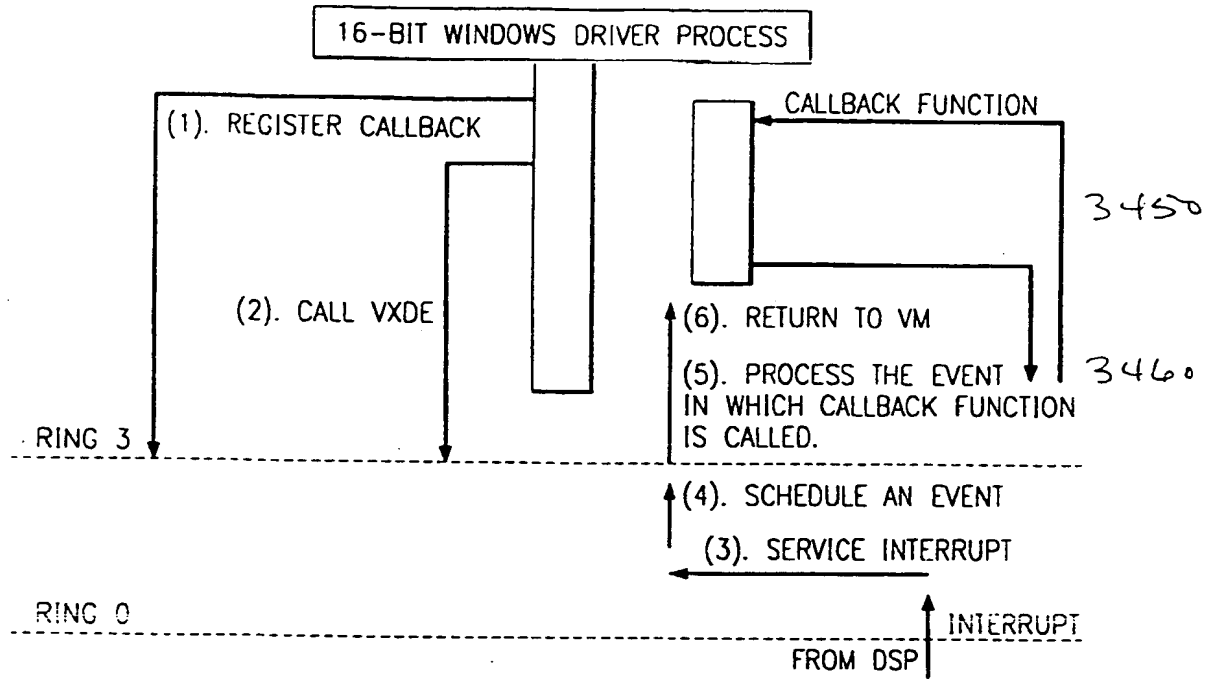 16-BIT WINDOWS DRIVER PROCESS
(1). REGISTER CALLBACK
CALLBACK FUNCTION
3450
(2). CALL VXDE
(6). RETURN TO VM
(5). PROCESS THE EVENT
IN WHICH CALLBACK FUNCTION
IS CALLED.
3460
RING 3
(4). SCHEDULE AN EVENT
(3). SERVICE INTERRUPT
RING 0
INTERRUPT
FROM DSP